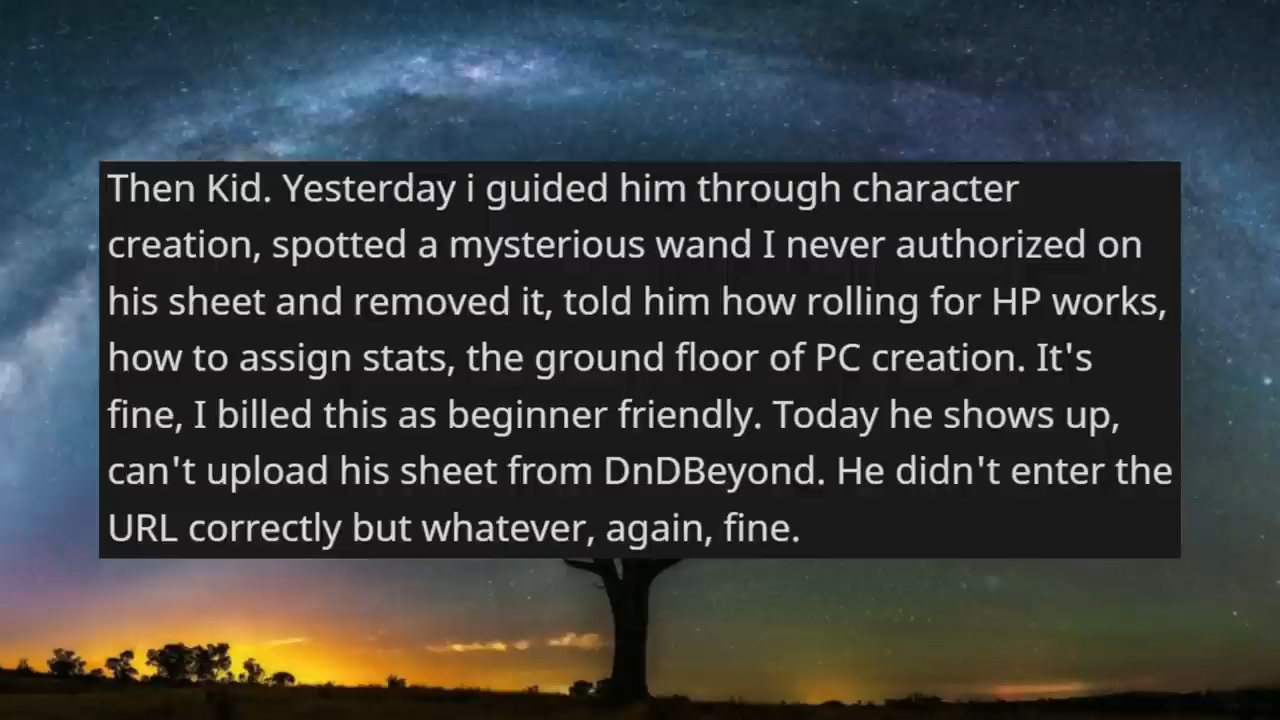 Then Kid. Yesterday i guided him through character
creation, spotted a mysterious wand I never authorized on
his sheet and removed it, told him how rolling for HP works,
how to assign stats, the ground floor of PC creation. It's
fine, I billed this as beginner friendly. Today he shows up,
can't upload his sheet from DnDBeyond. He didn't enter the
URL correctly but whatever, again, fine.